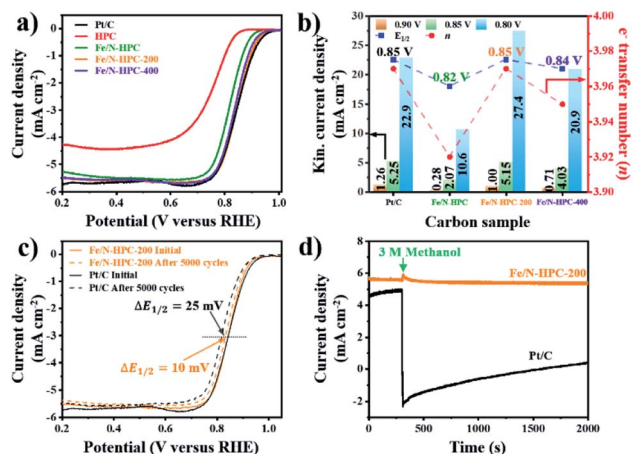 a)
Pt/C
HPC
Fe/N-HPC
Fe/N-HPC-200
Fe/N-HPC-400
Current density
(mA cm-2)
0
-1
-2
-3
-4
-5
-6
0.2 0.4 0.6 0.8 1.0
Potential (V versus RHE)
b)
0.90 V 0.85 V 0.80 V
E1/2 n
0.85 V 0.82 V 0.85 V 0.84 V
1.26 5.25 22.9
0.28 2.07 10.6
1.00 5.15 27.4
0.71 4.03 20.9
Kin. current density
(mA cm-2)
30
25
20
15
10
5
0
Pt/C Fe/N-HPC Fe/N-HPC 200 Fe/N-HPC-400
Carbon sample
4.00
3.98
3.96
3.94
3.92
3.90
e- transfer number (n)
c)
Fe/N-HPC-200 Initial
Fe/N-HPC-200 After 5000 cycles
Pt/C Initial
Pt/C After 5000 cycles
ΔE1/2 = 25 mV
ΔE1/2 = 10 mV
Current density
(mA cm-2)
0
-1
-2
-3
-4
-5
-6
0.2 0.4 0.6 0.8 1.0
Potential (V versus RHE)
d)
3 M Methanol
Fe/N-HPC-200
Pt/C
Current density
(mA cm-2)
8
6
4
2
0
-2
0 500 1000 1500 2000
Time (s)